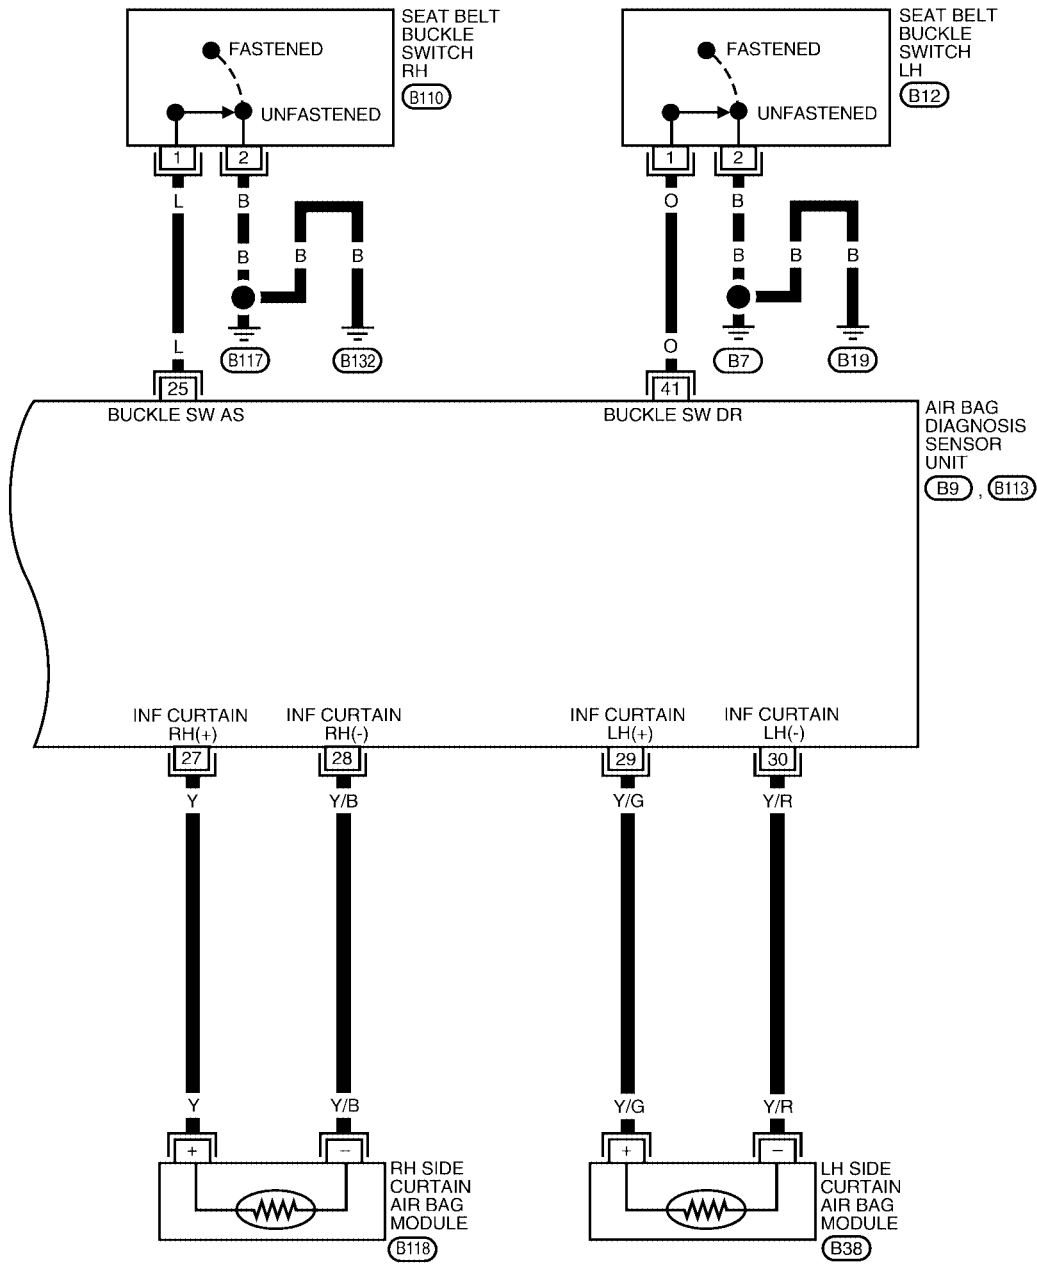 SEAT BELT
BUCKLE
SWITCH
RH
B110
FASTENED
UNFASTENED
SEAT BELT
BUCKLE
SWITCH
LH
B12
FASTENED
UNFASTENED
1
2
1
2
L
B
O
B
B
B
B
B
B
B
L
O
B117
B132
B7
B19
25
41
BUCKLE SW AS
BUCKLE SW DR
AIR BAG
DIAGNOSIS
SENSOR
UNIT
B9 , B113
INF CURTAIN
RH(+)
INF CURTAIN
RH(-)
INF CURTAIN
LH(+)
INF CURTAIN
LH(-)
27
28
29
30
Y
Y/B
Y/G
Y/R
Y
Y/B
Y/G
Y/R
+
−
+
−
RH SIDE
CURTAIN
AIR BAG
MODULE
B118
LH SIDE
CURTAIN
AIR BAG
MODULE
B38